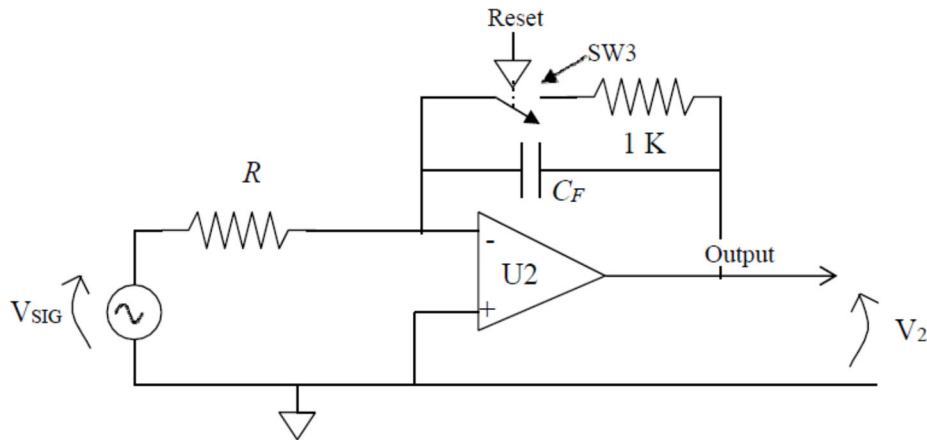 Reset
SW3
1 K
R
C_F
-
U2
Output
+
V_SIG
V_2